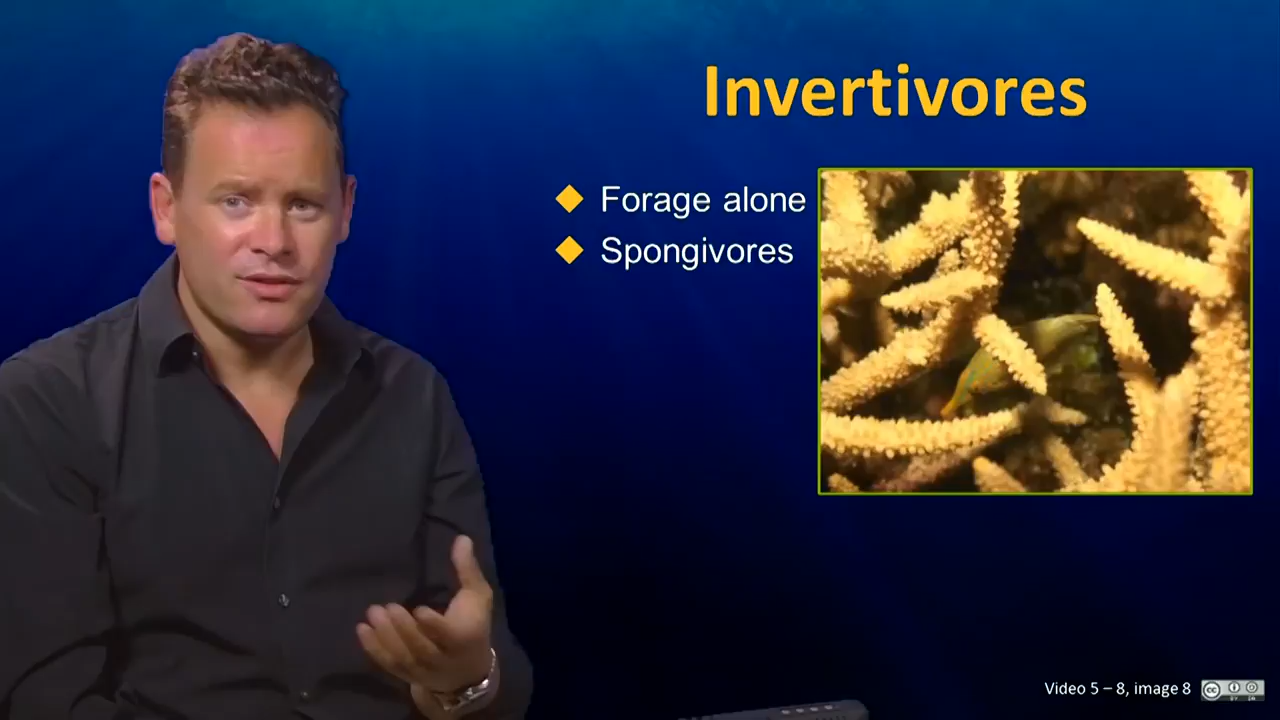 Invertivores
Forage alone
Spongivores
Video 5 – 8, image 8